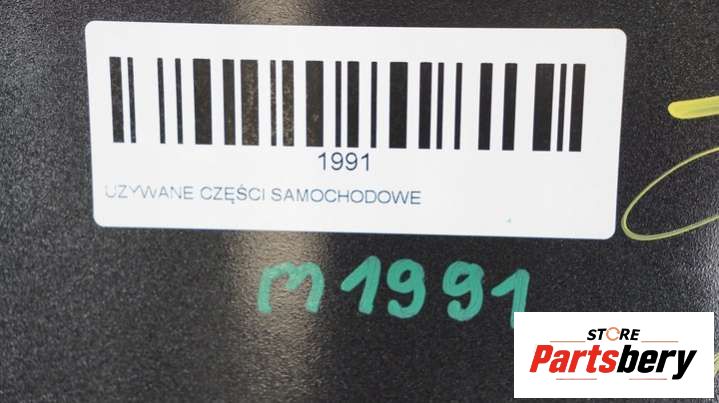 1991
UZYWANE CZĘŚCI SAMOCHODOWE
m1991
STORE
Partsbery